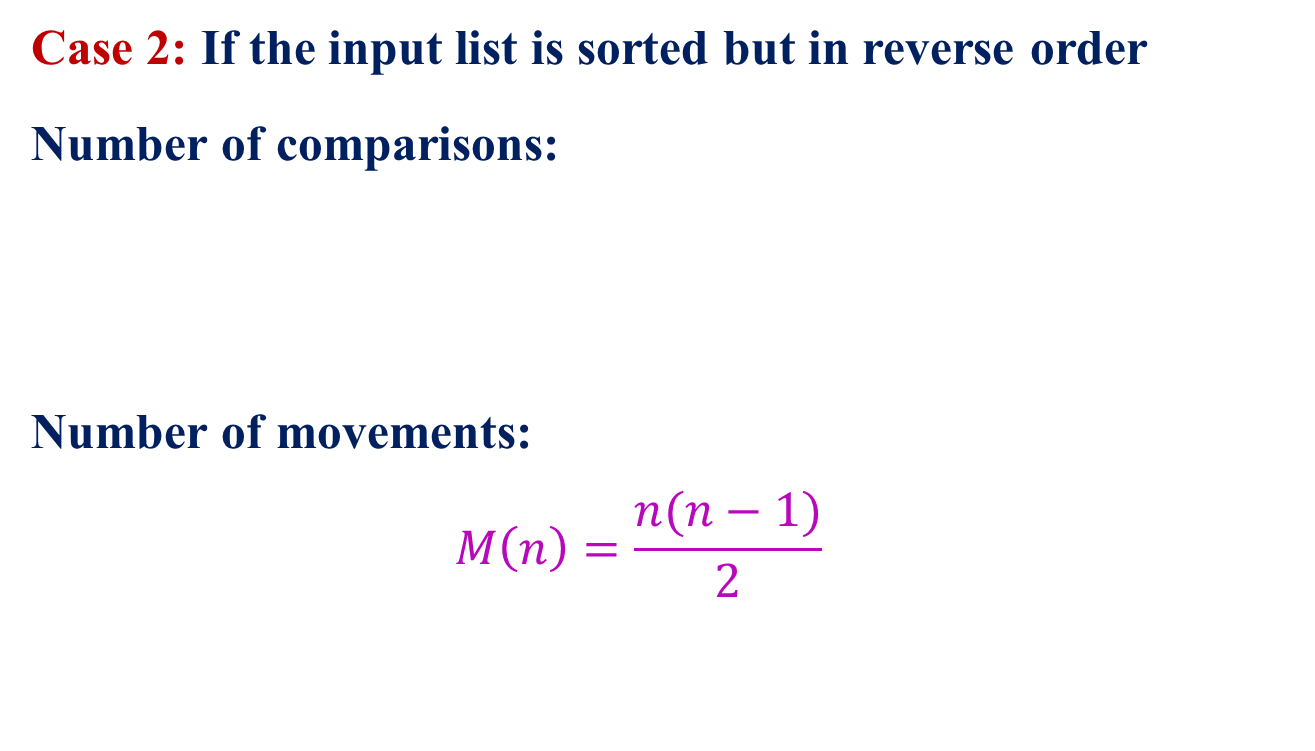 Case 2: If the input list is sorted but in reverse order
Number of comparisons:
Number of movements:
M(n) = n(n − 1)/2